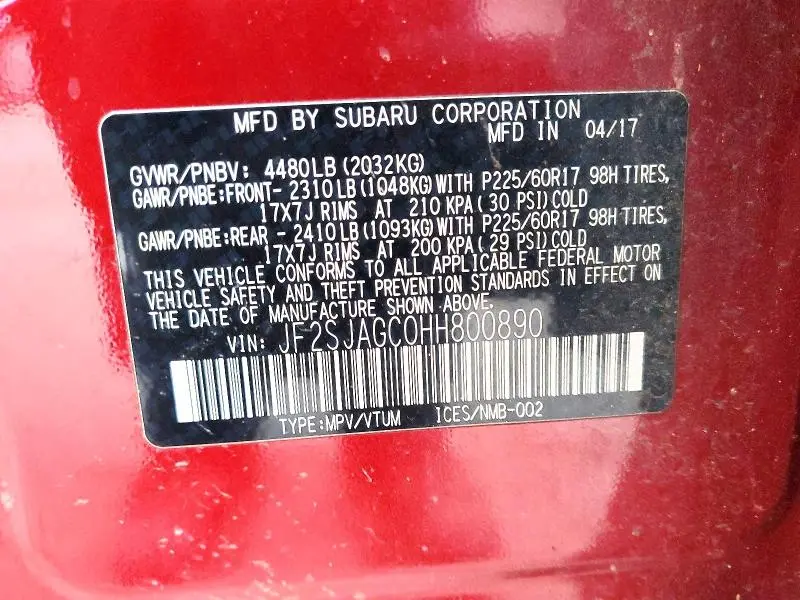 MFD BY SUBARU CORPORATION
MFD IN 04/17
GVWR/PNBV: 4480LB(2032KG)
GAWR/PNBE:FRONT- 2310LB(1048KG)WITH P225/60R17 98H TIRES,
17X7J RIMS AT 210 KPA( 30 PSI)COLD
GAWR/PNBE:REAR - 2410LB(1093KG)WITH P225/60R17 98H TIRES,
17X7J RIMS AT 200 KPA( 29 PSI)COLD
THIS VEHICLE CONFORMS TO ALL APPLICABLE FEDERAL MOTOR
VEHICLE SAFETY AND THEFT PREVENTION STANDARDS IN EFFECT ON
THE DATE OF MANUFACTURE SHOWN ABOVE.
VIN: JF2SJAGC0HH800890
TYPE:MPV/VTUM ICES/NMB-002